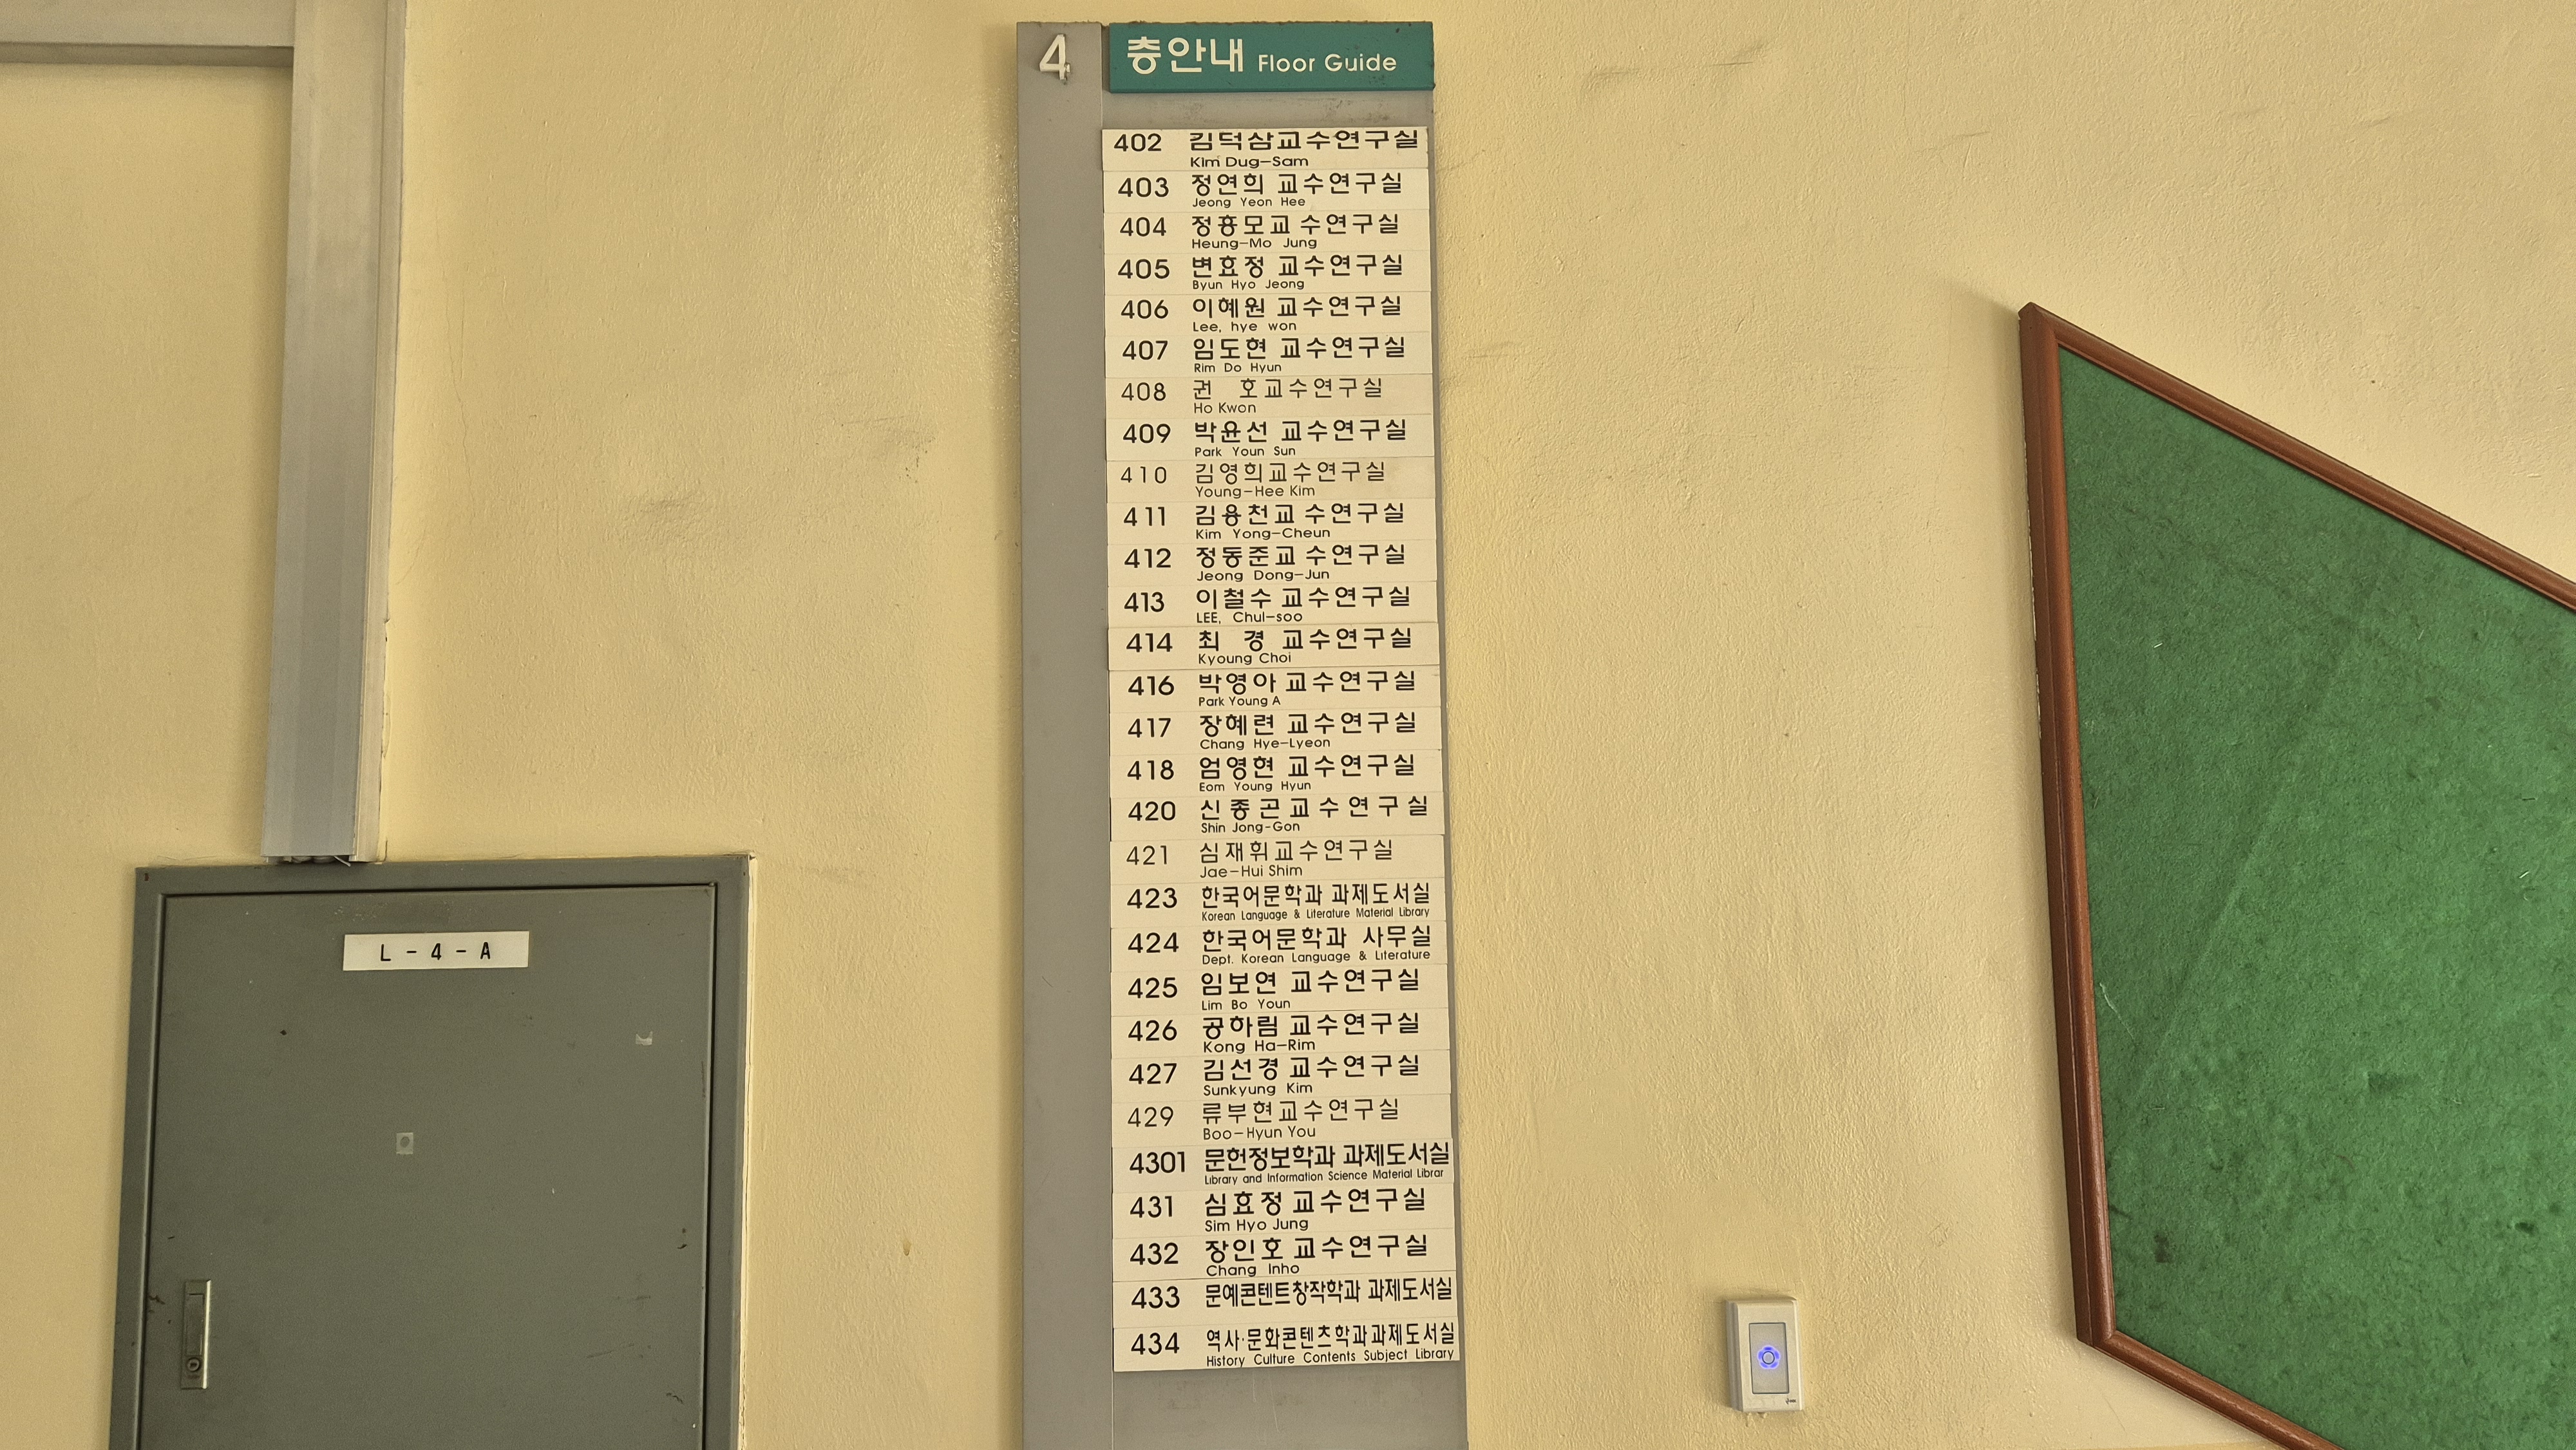 4 층안내 Floor Guide
402 김덕삼교수연구실
Kim Dug-Sam
403 정연희 교수연구실
Jeong Yeon Hee
404 정흥모교 수연구실
Heung-Mo Jung
405 변효정 교수연구실
Byun Hyo Jeong
406 이혜원 교수연구실
Lee, hye won
407 임도현 교수연구실
Rim Do Hyun
408 권 호교수연구실
Ho Kwon
409 박윤선 교수연구실
Park Youn Sun
410 김영희교수연구실
Young-Hee Kim
411 김용천교 수연구실
Kim Yong-Cheun
412 정동준교 수연구실
Jeong Dong-Jun
413 이철수 교수연구실
LEE, Chul-soo
414 최 경 교수연구실
Kyoung Choi
416 박영아 교수연구실
Park Young A
417 장혜련 교수연구실
Chang Hye-Lyeon
418 엄영현 교수연구실
Eom Young Hyun
420 신종곤교수연구실
Shin Jong-Gon
421 심재휘교수연구실
Jae-Hui Shim
423 한국어문학과 과제도서실
Korean Language & Literature Material Library
424 한국어문학과 사무실
Dept. Korean Language & Literature
425 임보연 교수연구실
Lim Bo Youn
426 공하림 교수연구실
Kong Ha-Rim
427 김선경 교수연구실
Sunkyung Kim
429 류부현교수연구실
Boo-Hyun You
4301 문헌정보학과 과제도서실
Library and Information Science Material Librar
431 심효정 교수연구실
Sim Hyo Jung
432 장인호 교수연구실
Chang Inho
433 문예콘텐트창작학과 과제도서실
434 역사·문화콘텐츠학과과제도서실
History Culture Contents Subject Library
L - 4 - A